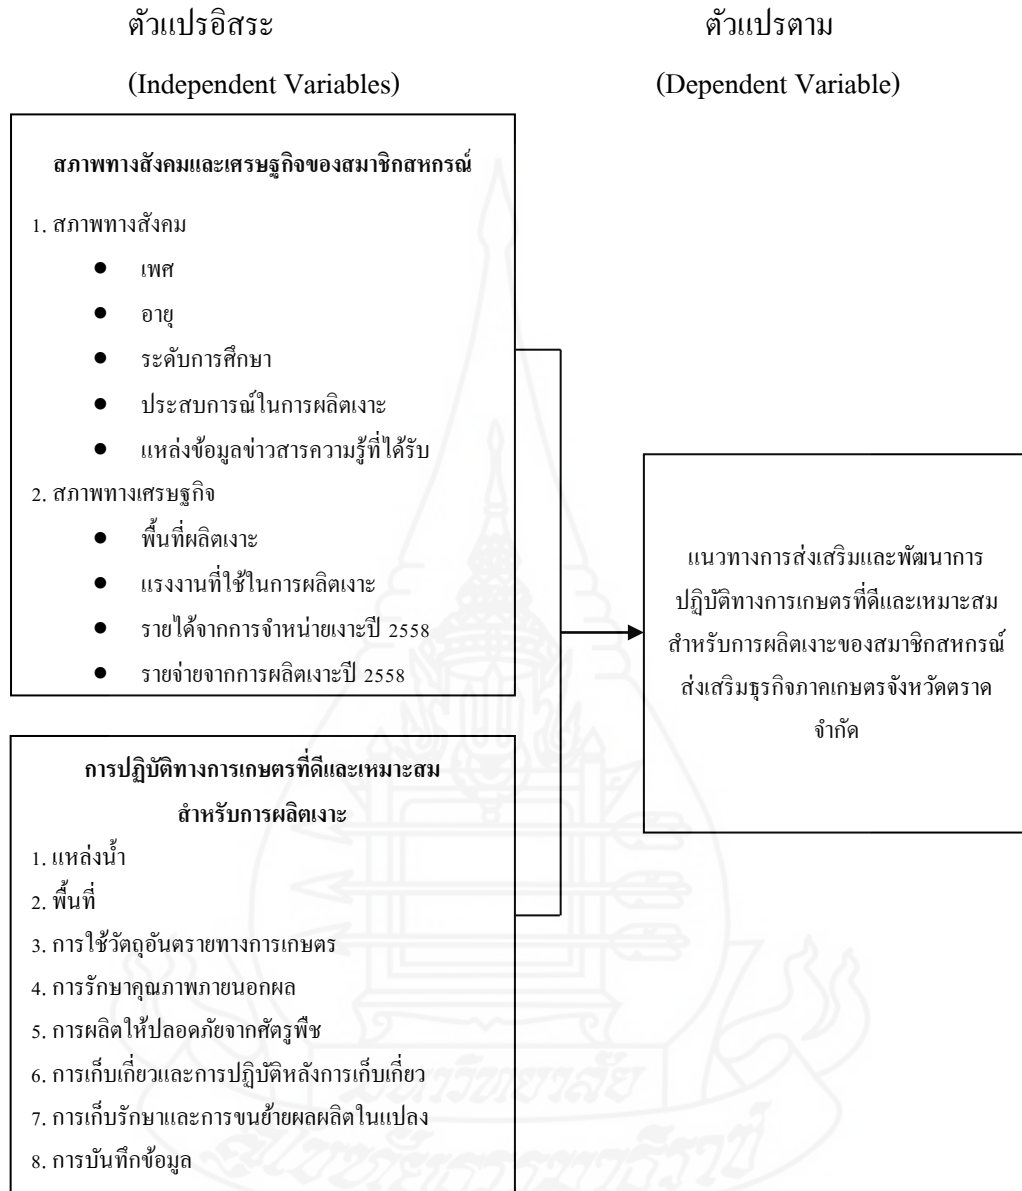 ตัวแปรอิสระ
(Independent Variables)
ตัวแปรตาม
(Dependent Variable)
สภาพทางสังคมและเศรษฐกิจของสมาชิกสหกรณ์
1. สภาพทางสังคม
● เพศ
● อายุ
● ระดับการศึกษา
● ประสบการณ์ในการผลิตเงาะ
● แหล่งข้อมูลข่าวสารความรู้ที่ได้รับ
2. สภาพทางเศรษฐกิจ
● พื้นที่ผลิตเงาะ
● แรงงานที่ใช้ในการผลิตเงาะ
● รายได้จากการจำหน่ายเงาะปี 2558
● รายจ่ายจากการผลิตเงาะปี 2558
การปฏิบัติทางการเกษตรที่ดีและเหมาะสม
สำหรับการผลิตเงาะ
1. แหล่งน้ำ
2. พื้นที่
3. การใช้วัตถุอันตรายทางการเกษตร
4. การรักษาคุณภาพภายนอกผล
5. การผลิตให้ปลอดภัยจากศัตรูพืช
6. การเก็บเกี่ยวและการปฏิบัติหลังการเก็บเกี่ยว
7. การเก็บรักษาและการขนย้ายผลผลิตในแปลง
8. การบันทึกข้อมูล
แนวทางการส่งเสริมและพัฒนาการ
ปฏิบัติทางการเกษตรที่ดีและเหมาะสม
สำหรับการผลิตเงาะของสมาชิกสหกรณ์
ส่งเสริมธุรกิจภาคเกษตรจังหวัดตราด
จำกัด
มหาวิทยาลัย
สุโขทัยธรรมาธิราช